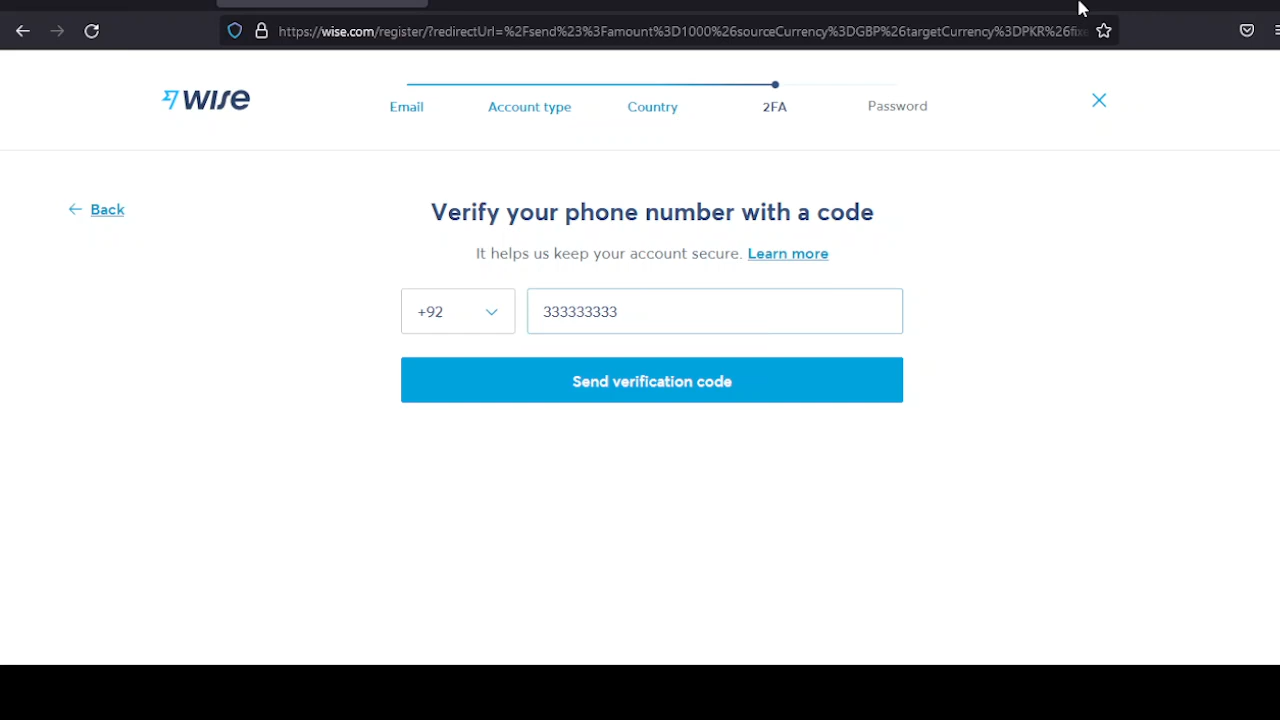 https://wise.com/register/?redirectUrl=%2Fsend%23%3Famount%3D1000%26sourceCurrency%3DGBP%26targetCurrency%3DPKR%26fix
WISE
Email
Account type
Country
2FA
Password
Back
Verify your phone number with a code
It helps us keep your account secure. Learn more
+92
333333333
Send verification code